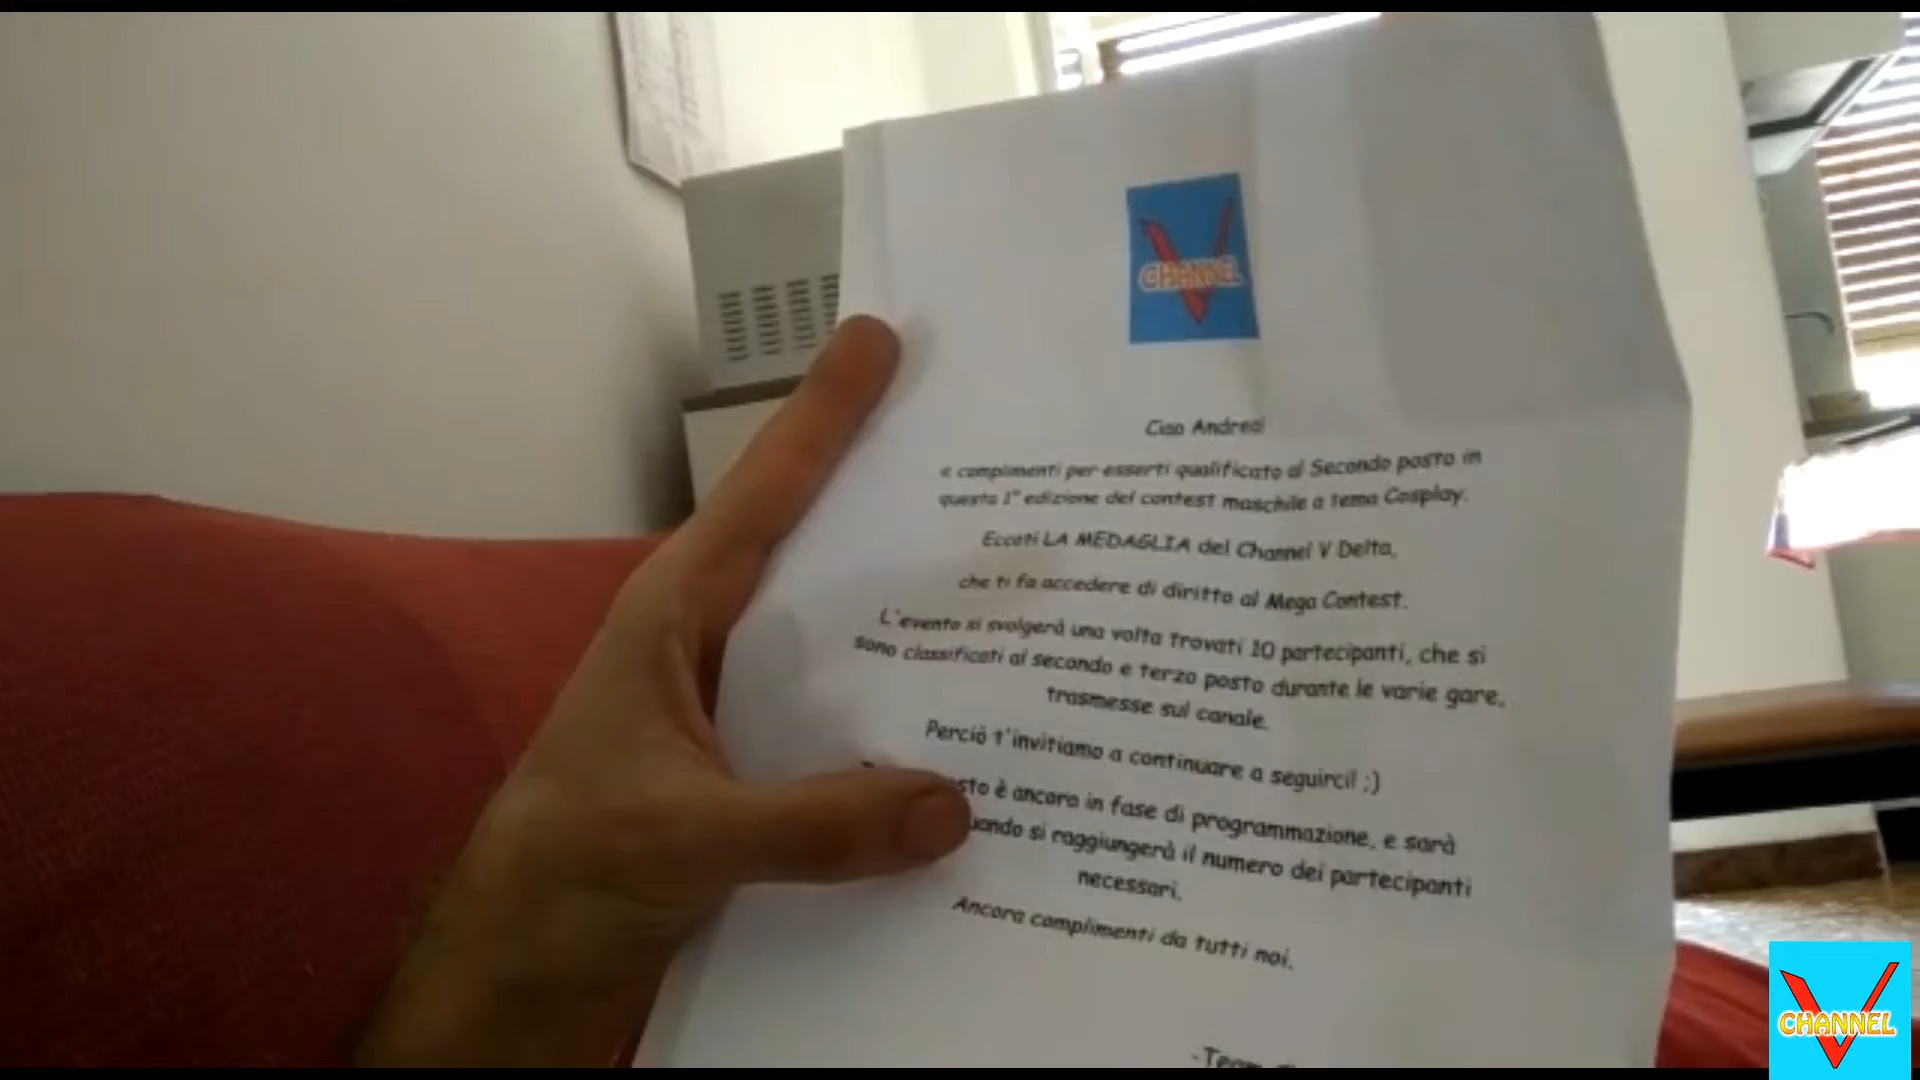 V
CHANNEL
Ciao Andrea!
e complimenti per esserti qualificato al Secondo posto in
questa 1° edizione del contest maschile a tema Cosplay.
Eccoti LA MEDAGLIA del Channel V Delta,
che ti fa accedere di diritto al Mega Contest.
L'evento si svolgerà una volta trovati 10 partecipanti, che si
sono classificati al secondo e terzo posto durante le varie gare,
trasmesse sul canale.
Perciò t'invitiamo a continuare a seguirci! ;)
è ancora in fase di programmazione, e sarà
si raggiungerà il numero dei partecipanti
necessari.
Ancora complimenti da tutti noi.
-Team
V
CHANNEL